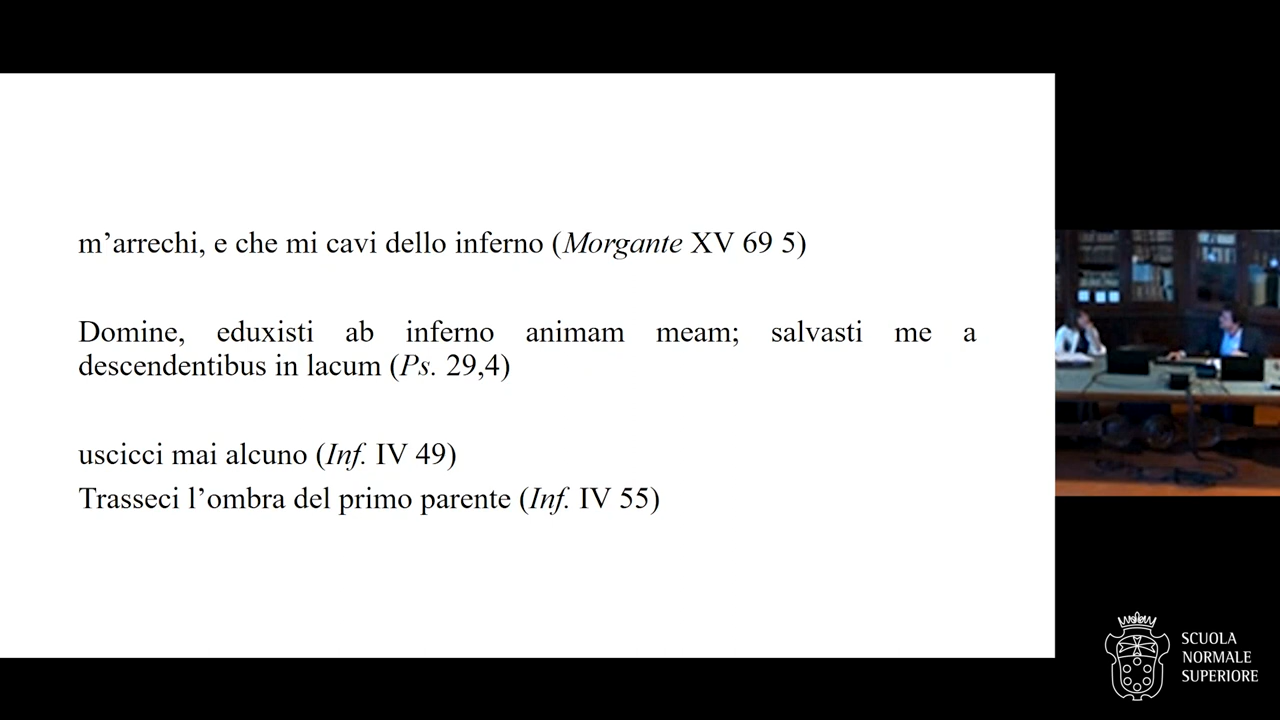 m’arrechi, e che mi cavi dello inferno (Morgante XV 69 5)
Domine, eduxisti ab inferno animam meam; salvasti me a
descendentibus in lacum (Ps. 29,4)
uscicci mai alcuno (Inf. IV 49)
Trasseci l’ombra del primo parente (Inf. IV 55)
SCUOLA
NORMALE
SUPERIORE